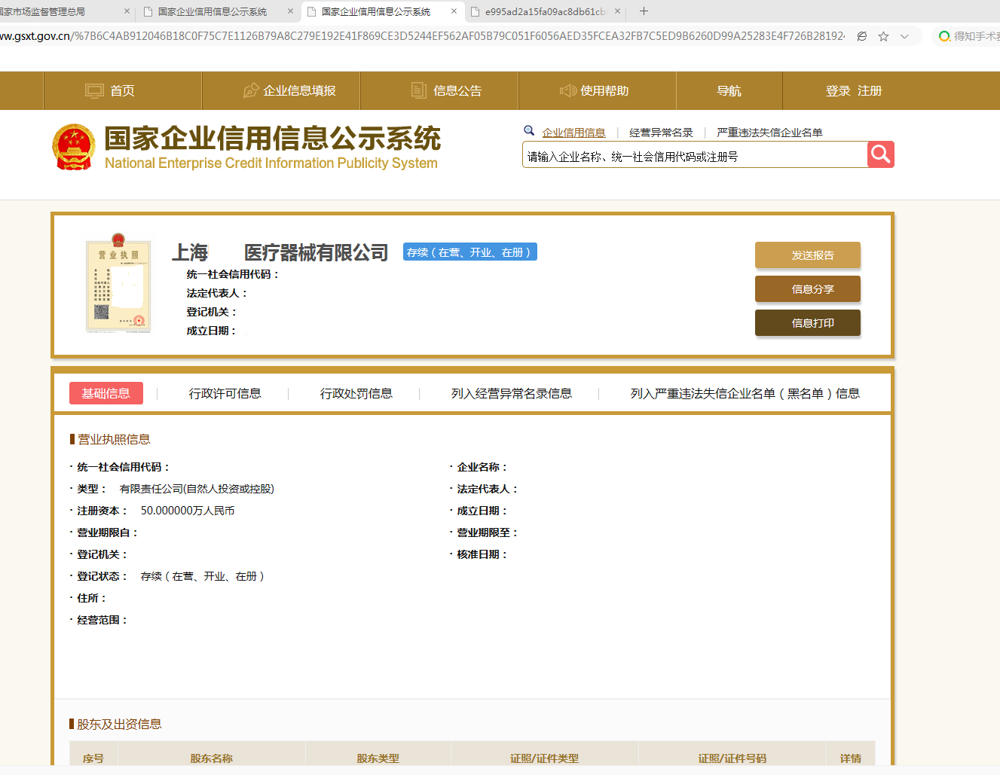 国家市场监督管理总局 × 国家企业信用信息公示系统 × 国家企业信用信息公示系统 × e995ad2a15fa09ac8db61cb × +
ww.gsxt.gov.cn/%7B6C4AB912046B18C0F75C7E1126B79A8C279E192E41F869CE3D5244EF562AF05B79C051F6056AED35FCEA32FB7C5ED9B6260D99A25283E4F726B281924 得知手术
首页 企业信息填报 信息公告 使用帮助 导航 登录 注册
国家企业信用信息公示系统
National Enterprise Credit Information Publicity System
企业信用信息 | 经营异常名录 | 严重违法失信企业名单
请输入企业名称、统一社会信用代码或注册号
营业执照
上海 医疗器械有限公司 存续（在营、开业、在册）
统一社会信用代码：
法定代表人：
登记机关：
成立日期：
发送报告
信息分享
信息打印
基础信息 | 行政许可信息 | 行政处罚信息 | 列入经营异常名录信息 | 列入严重违法失信企业名单（黑名单）信息
营业执照信息
· 统一社会信用代码： · 企业名称：
· 类型： 有限责任公司(自然人投资或控股) · 法定代表人：
· 注册资本： 50.000000万人民币 · 成立日期：
· 营业期限自： · 营业期限至：
· 登记机关： · 核准日期：
· 登记状态： 存续（在营、开业、在册）
· 住所：
· 经营范围：
股东及出资信息
序号 股东名称 股东类型 证照/证件类型 证照/证件号码 详情